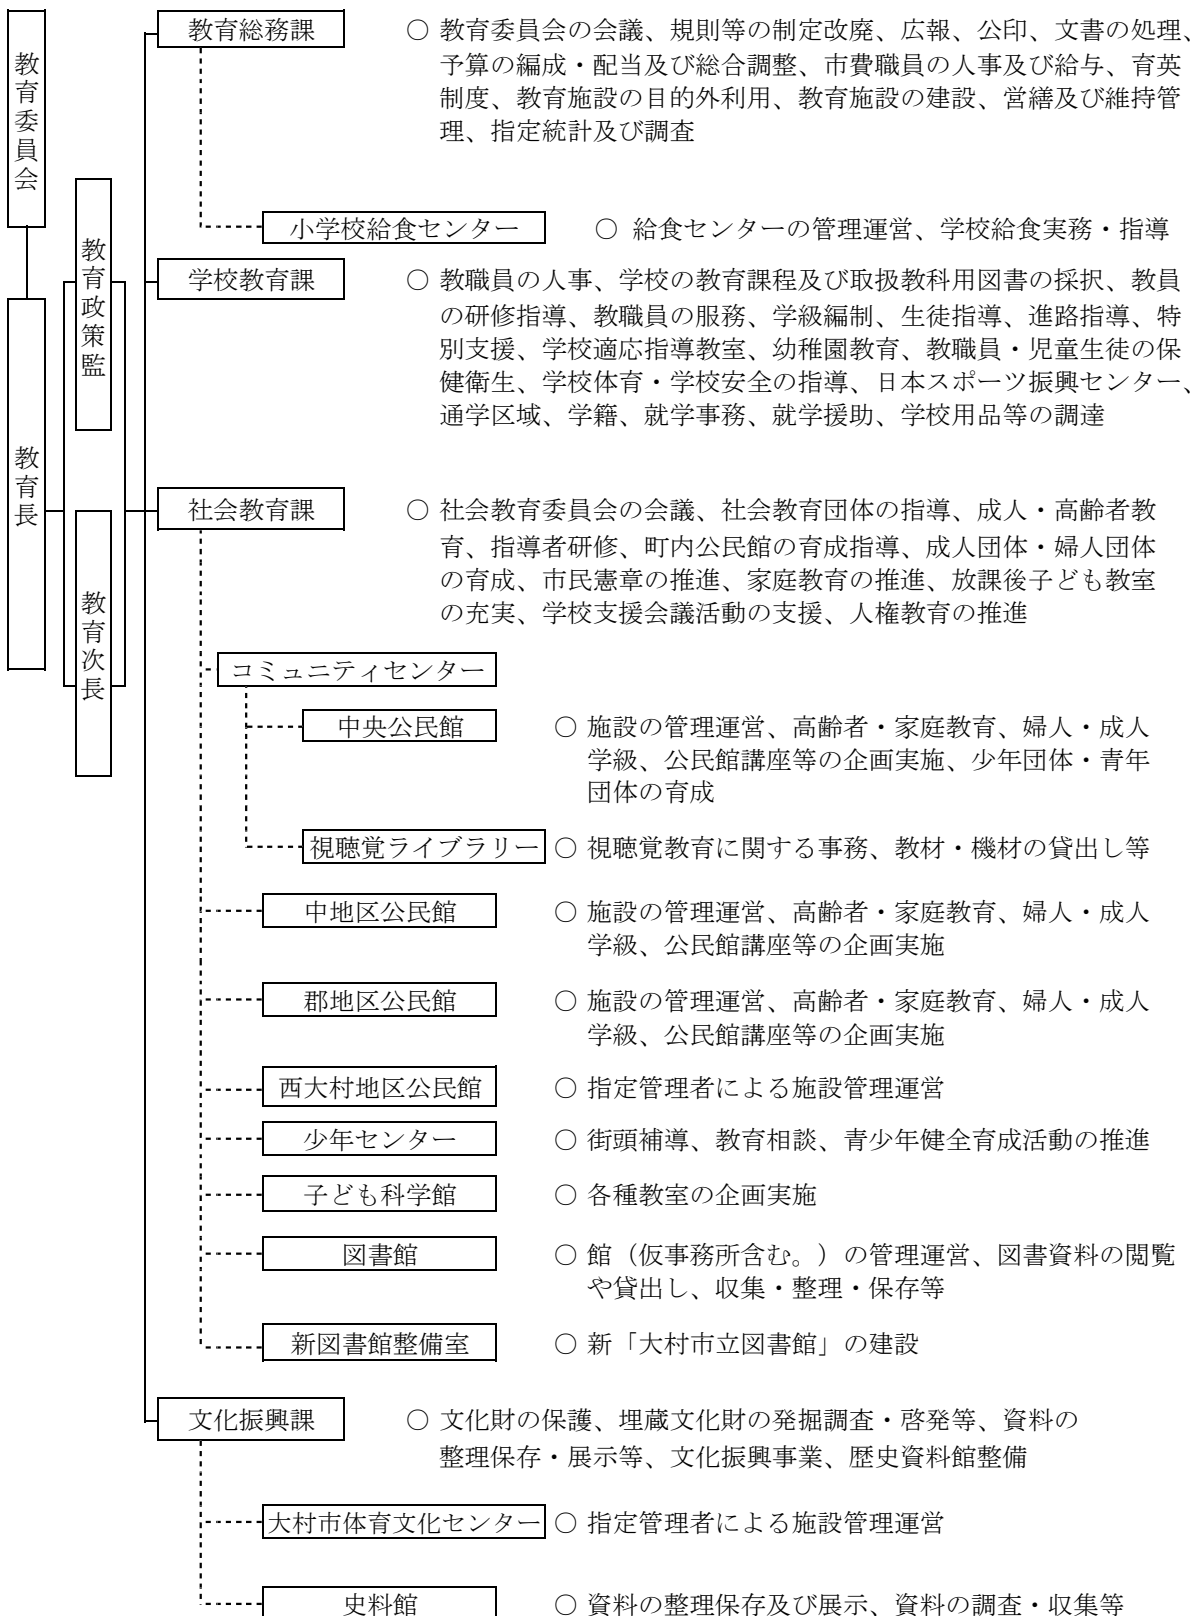 教育委員会
教育長
教育政策監
教育次長
教育総務課
○ 教育委員会の会議、規則等の制定改廃、広報、公印、文書の処理、
予算の編成・配当及び総合調整、市費職員の人事及び給与、育英
制度、教育施設の目的外利用、教育施設の建設、営繕及び維持管
理、指定統計及び調査
小学校給食センター
○ 給食センターの管理運営、学校給食実務・指導
学校教育課
○ 教職員の人事、学校の教育課程及び取扱教科用図書の採択、教員
の研修指導、教職員の服務、学級編制、生徒指導、進路指導、特
別支援、学校適応指導教室、幼稚園教育、教職員・児童生徒の保
健衛生、学校体育・学校安全の指導、日本スポーツ振興センター、
通学区域、学籍、就学事務、就学援助、学校用品等の調達
社会教育課
○ 社会教育委員会の会議、社会教育団体の指導、成人・高齢者教
育、指導者研修、町内公民館の育成指導、成人団体・婦人団体
の育成、市民憲章の推進、家庭教育の推進、放課後子ども教室
の充実、学校支援会議活動の支援、人権教育の推進
コミュニティセンター
中央公民館
○ 施設の管理運営、高齢者・家庭教育、婦人・成人
学級、公民館講座等の企画実施、少年団体・青年
団体の育成
視聴覚ライブラリー
○ 視聴覚教育に関する事務、教材・機材の貸出し等
中地区公民館
○ 施設の管理運営、高齢者・家庭教育、婦人・成人
学級、公民館講座等の企画実施
郡地区公民館
○ 施設の管理運営、高齢者・家庭教育、婦人・成人
学級、公民館講座等の企画実施
西大村地区公民館
○ 指定管理者による施設管理運営
少年センター
○ 街頭補導、教育相談、青少年健全育成活動の推進
子ども科学館
○ 各種教室の企画実施
図書館
○ 館（仮事務所含む。）の管理運営、図書資料の閲覧
や貸出し、収集・整理・保存等
新図書館整備室
○ 新「大村市立図書館」の建設
文化振興課
○ 文化財の保護、埋蔵文化財の発掘調査・啓発等、資料の
整理保存・展示等、文化振興事業、歴史資料館整備
大村市体育文化センター
○ 指定管理者による施設管理運営
史料館
○ 資料の整理保存及び展示、資料の調査・収集等